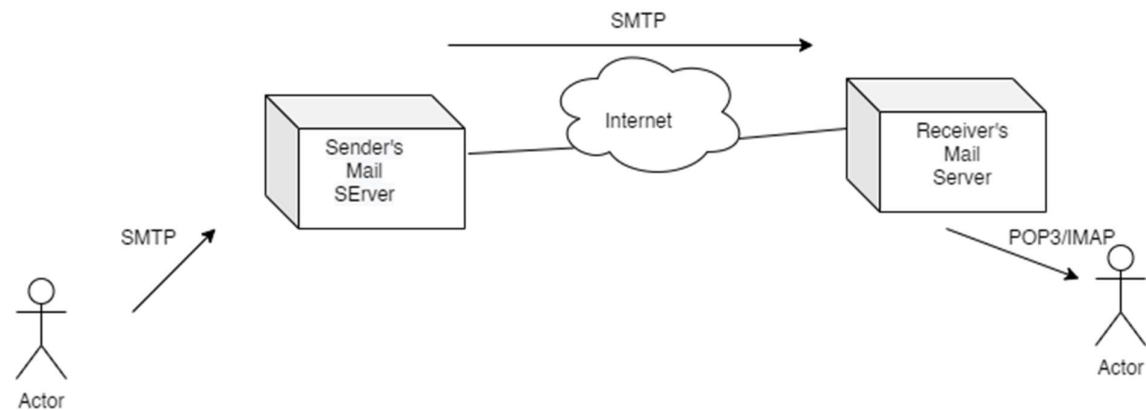 SMTP
Internet
Sender's
Mail
SErver
Receiver's
Mail
Server
SMTP
POP3/IMAP
Actor
Actor